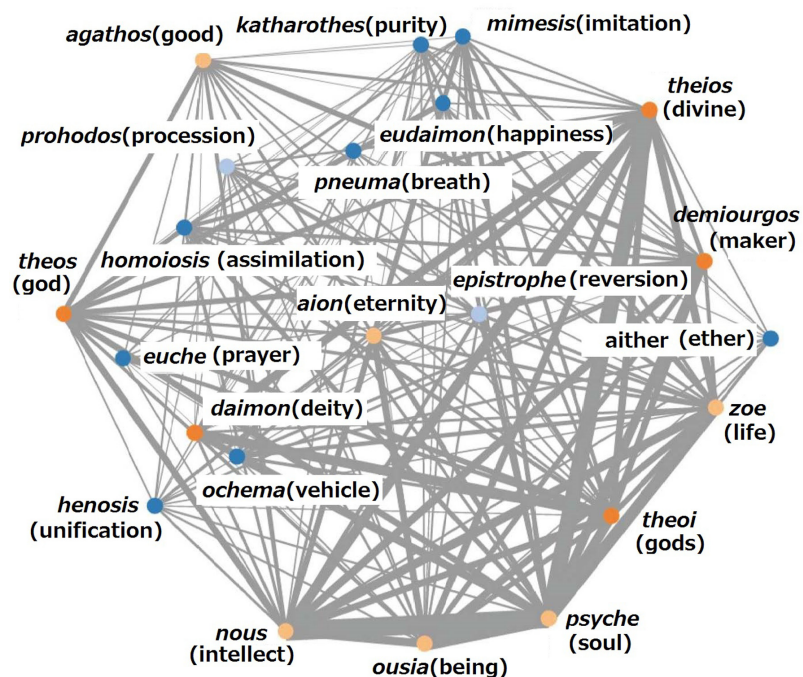 agathos(good)
katharothes(purity)
mimesis(imitation)
theios
(divine)
prohodos(procession)
eudaimon(happiness)
pneuma(breath)
demiourgos
(maker)
theos
(god)
homoiosis (assimilation)
epistrophe(reversion)
aion(eternity)
aither (ether)
euche (prayer)
daimon(deity)
zoe
(life)
ochema(vehicle)
henosis
(unification)
theoi
(gods)
nous
(intellect)
psyche
(soul)
ousia(being)